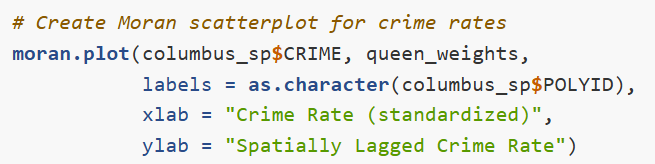 # Create Moran scatterplot for crime rates
moran.plot(columbus_sp$CRIME, queen_weights,
           labels = as.character(columbus_sp$POLYID),
           xlab = "Crime Rate (standardized)",
           ylab = "Spatially Lagged Crime Rate")